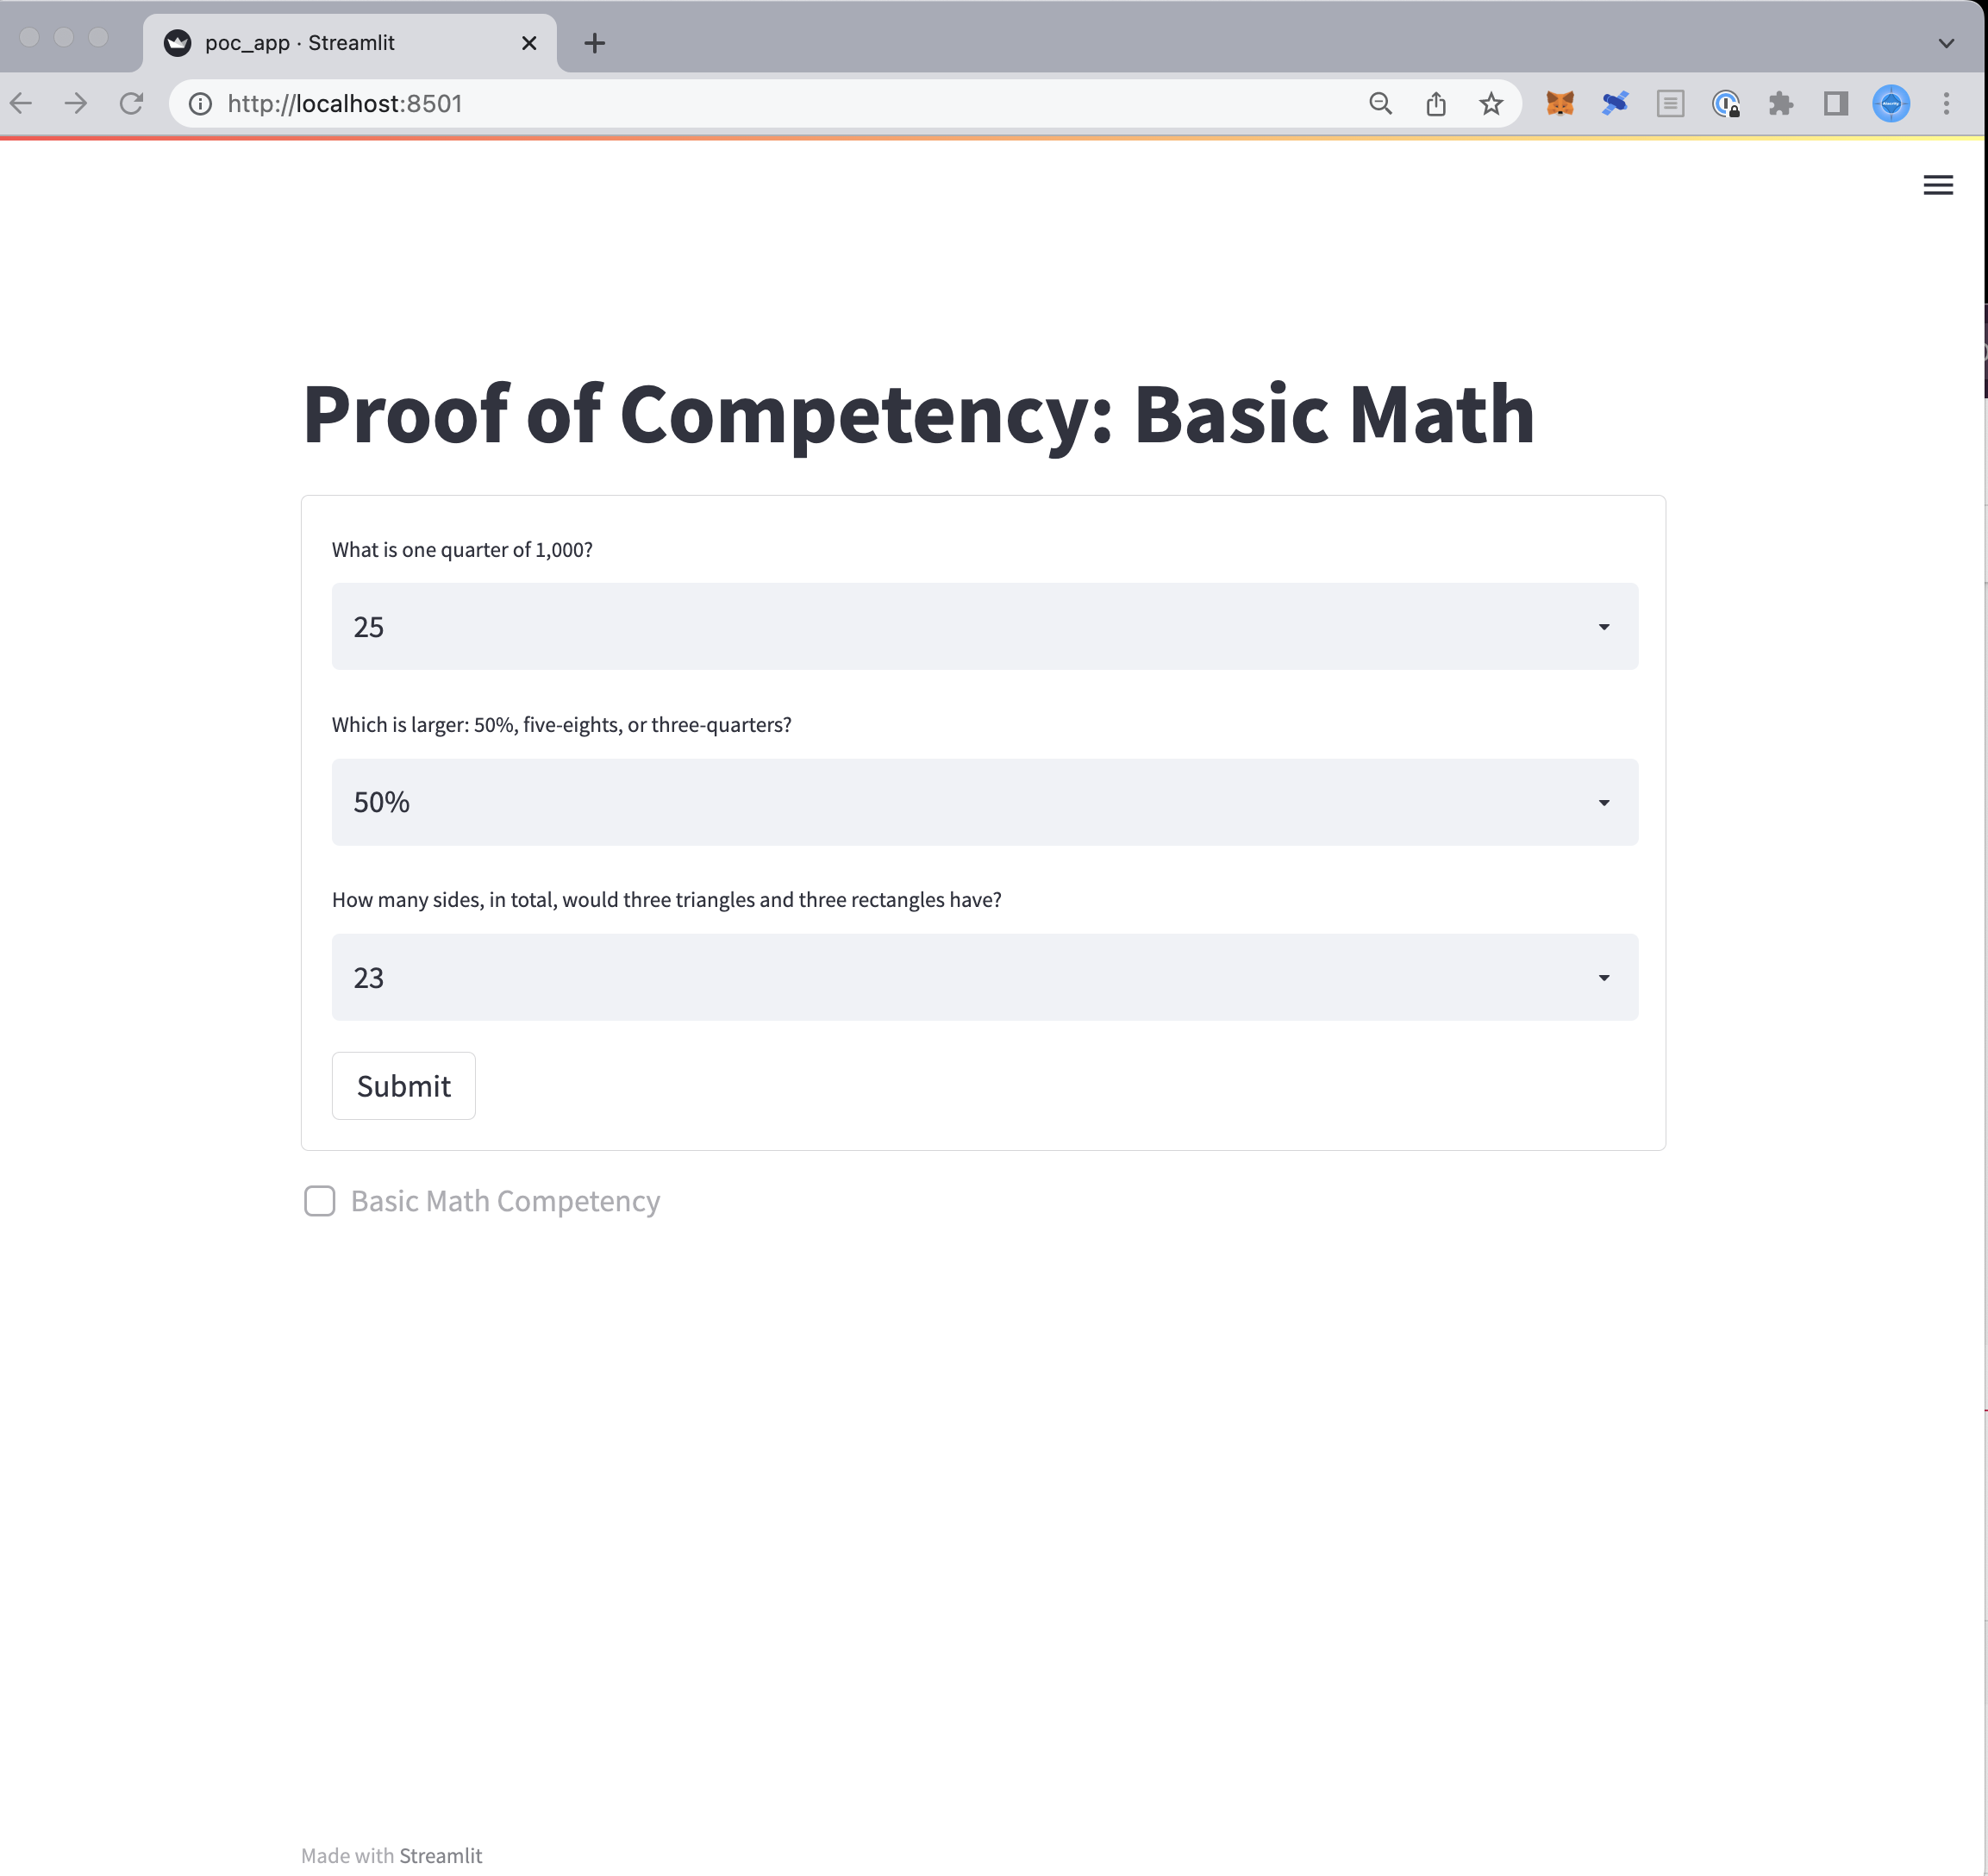 poc_app · Streamlit
http://localhost:8501
Proof of Competency: Basic Math
What is one quarter of 1,000?
25
Which is larger: 50%, five-eights, or three-quarters?
50%
How many sides, in total, would three triangles and three rectangles have?
23
Submit
Basic Math Competency
Made with Streamlit